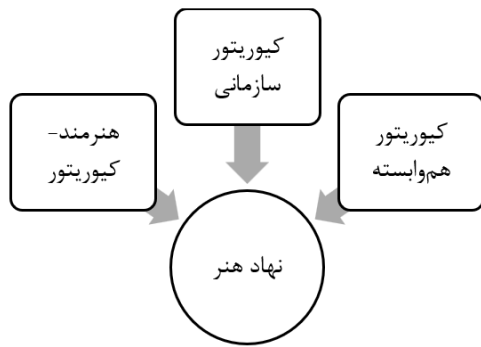 کیوریتور
سازمانی
کیوریتور
هم‌وابسته
هنرمند-
کیوریتور
نهاد هنر